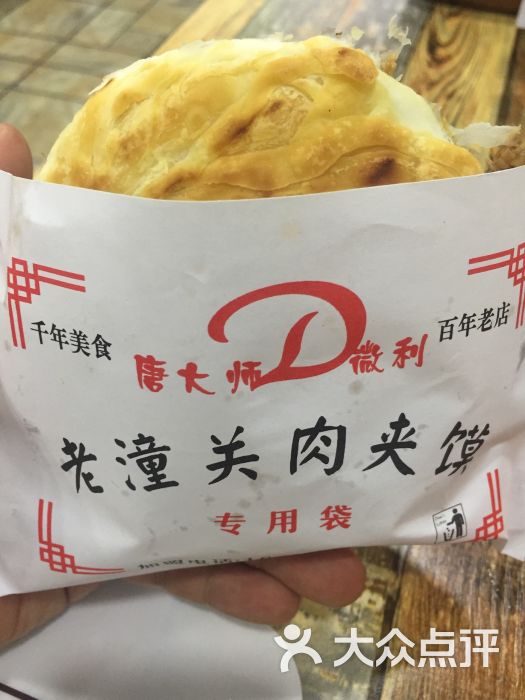 千年美食
百年老店
唐大师 D 微利
老潼关肉夹馍
专用袋
大众点评